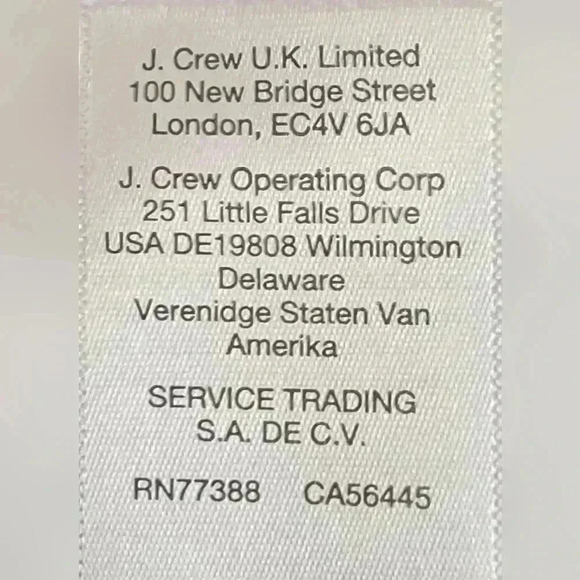 J. Crew U.K. Limited
100 New Bridge Street
London, EC4V 6JA
J. Crew Operating Corp
251 Little Falls Drive
USA DE19808 Wilmington
Delaware
Verenidge Staten Van
Amerika
SERVICE TRADING
S.A. DE C.V.
RN77388 CA56445